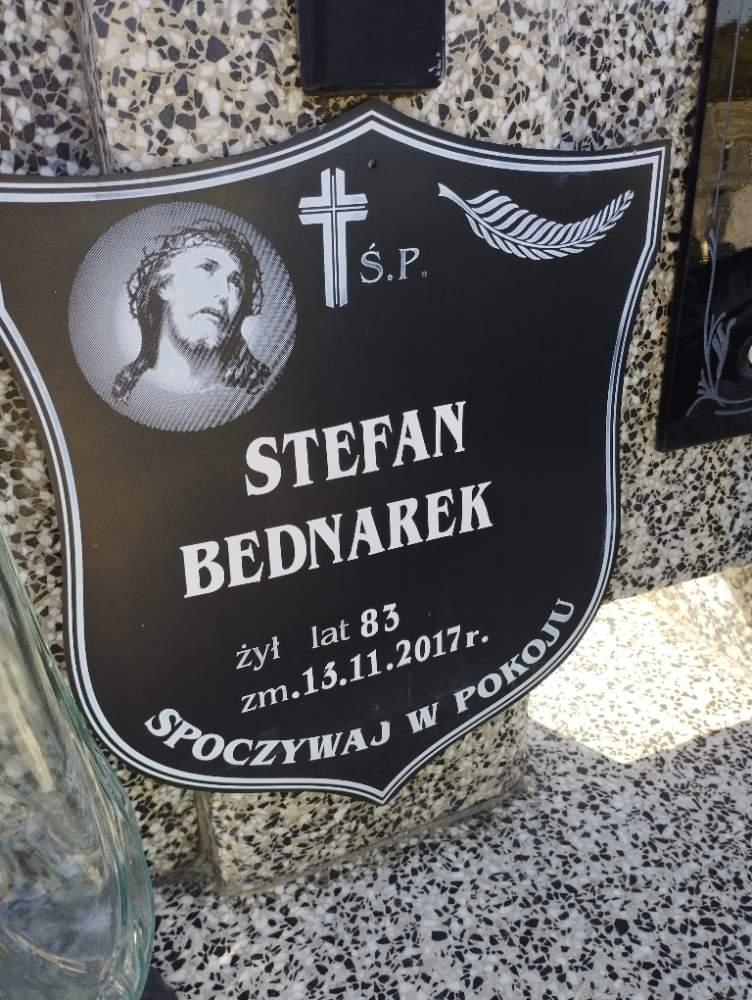 Ś.P.
STEFAN
BEDNAREK
żył lat 83
zm.13.11.2017r.
SPOCZYWAJ W POKOJU